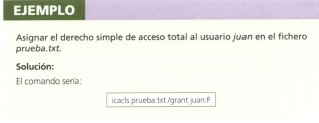 EJEMPLO
Asignar el derecho simple de acceso total al usuario juan en el fichero
prueba.txt.
Solución:
El comando sería:
icacls prueba.txt /grant juan:F